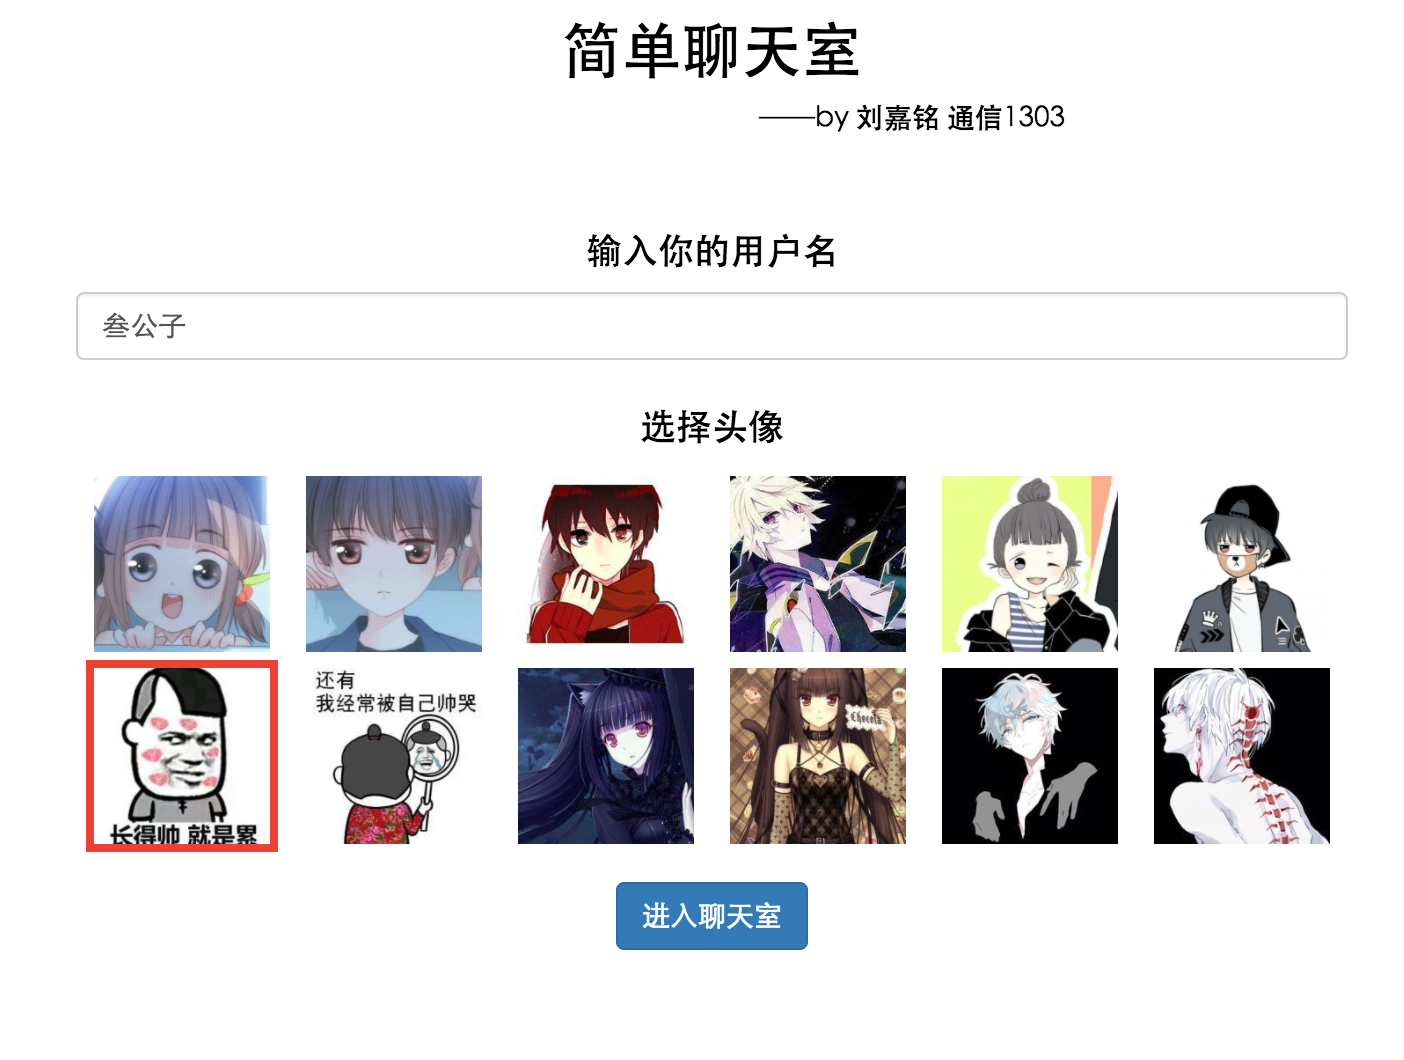 简单聊天室
——by 刘嘉铭 通信1303
输入你的用户名
叁公子
选择头像
还有
我经常被自己帅哭
Chocola
长得帅 就是累
进入聊天室